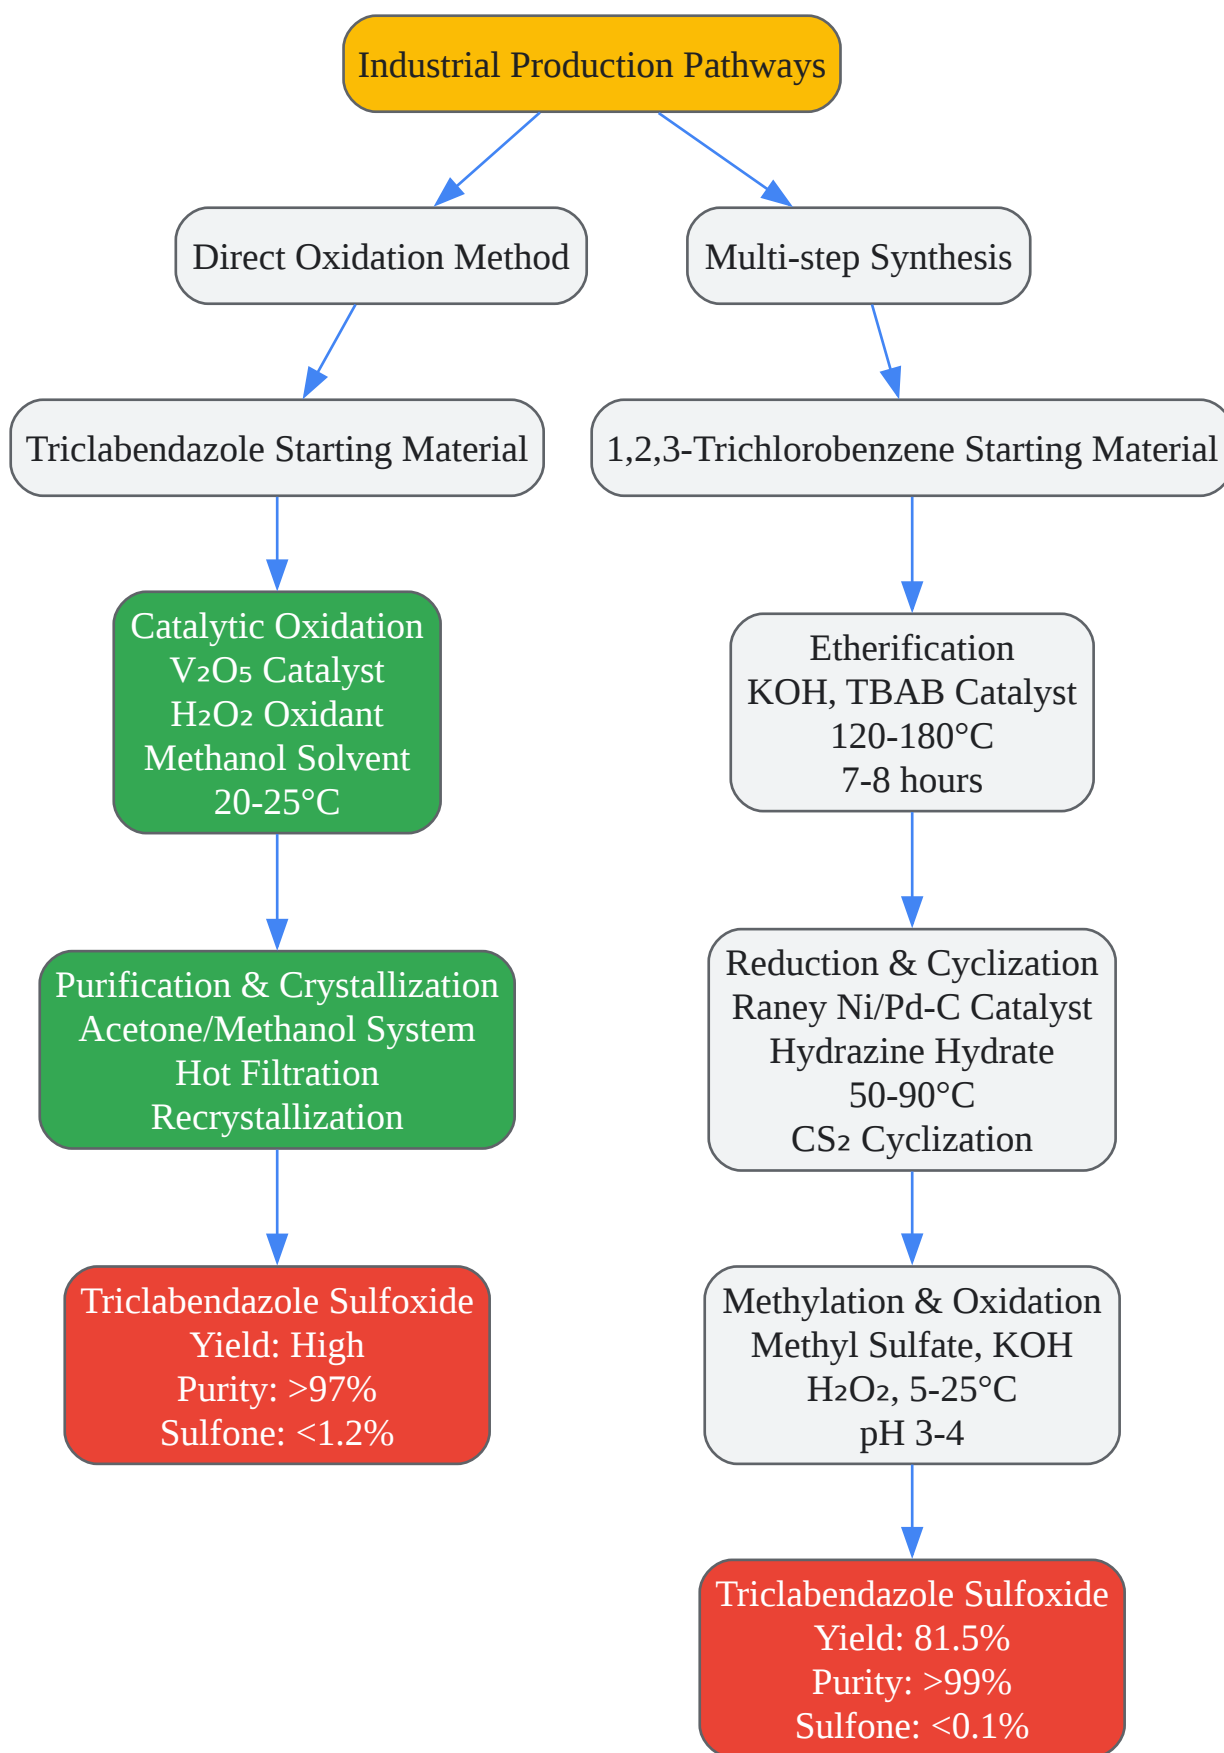 Industrial Production Pathways
Direct Oxidation Method
Multi-step Synthesis
Triclabendazole Starting Material
1,2,3-Trichlorobenzene Starting Material
Catalytic Oxidation
V₂O₅ Catalyst
H₂O₂ Oxidant
Methanol Solvent
20-25°C
Etherification
KOH, TBAB Catalyst
120-180°C
7-8 hours
Purification & Crystallization
Acetone/Methanol System
Hot Filtration
Recrystallization
Reduction & Cyclization
Raney Ni/Pd-C Catalyst
Hydrazine Hydrate
50-90°C
CS₂ Cyclization
Triclabendazole Sulfoxide
Yield: High
Purity: >97%
Sulfone: <1.2%
Methylation & Oxidation
Methyl Sulfate, KOH
H₂O₂, 5-25°C
pH 3-4
Triclabendazole Sulfoxide
Yield: 81.5%
Purity: >99%
Sulfone: <0.1%